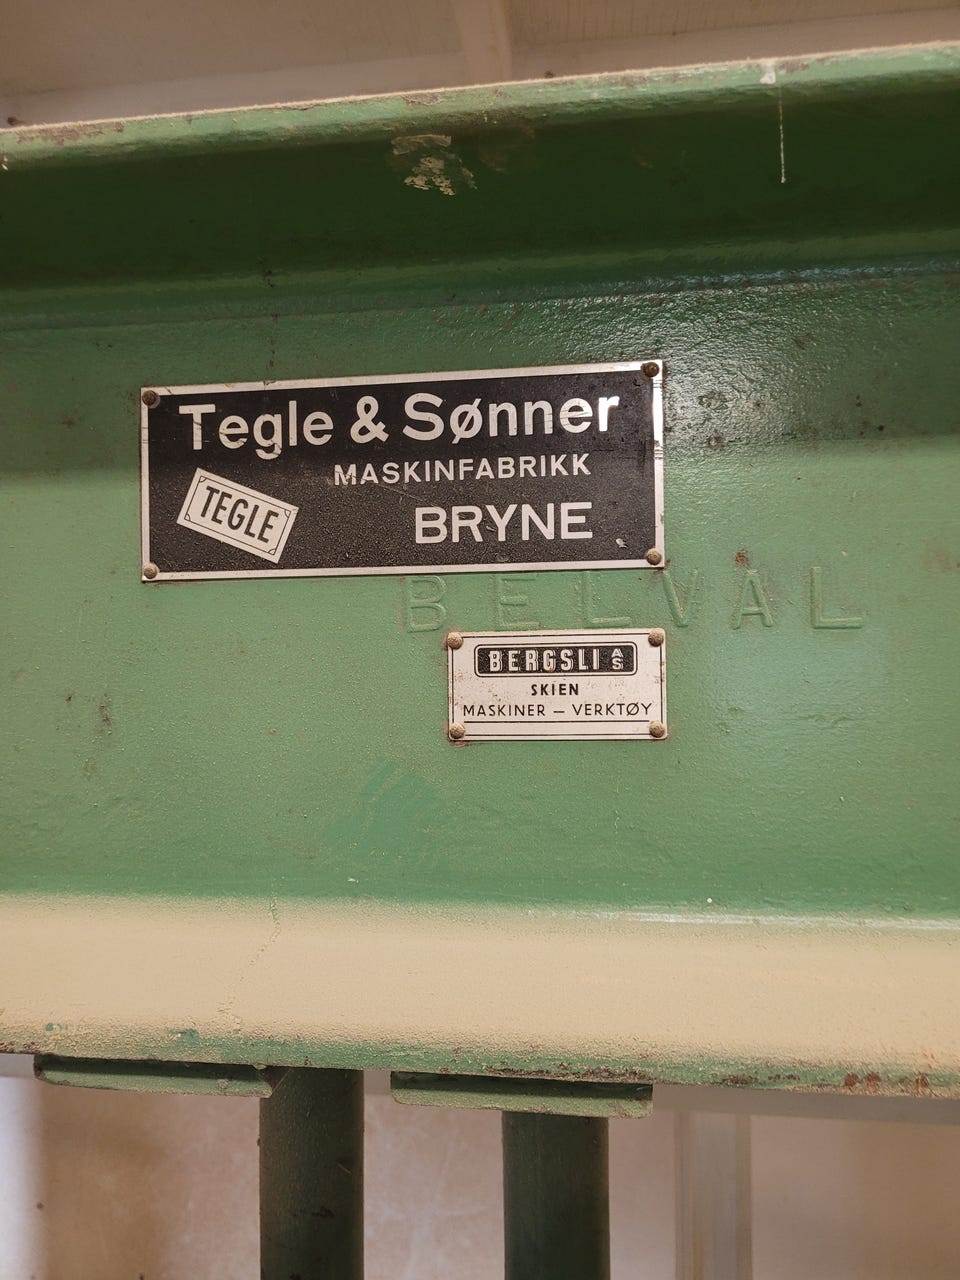 Tegle & Sønner
MASKINFABRIKK
TEGLE
BRYNE
BELVAL
BERGSLI A/S
SKIEN
MASKINER — VERKTØY